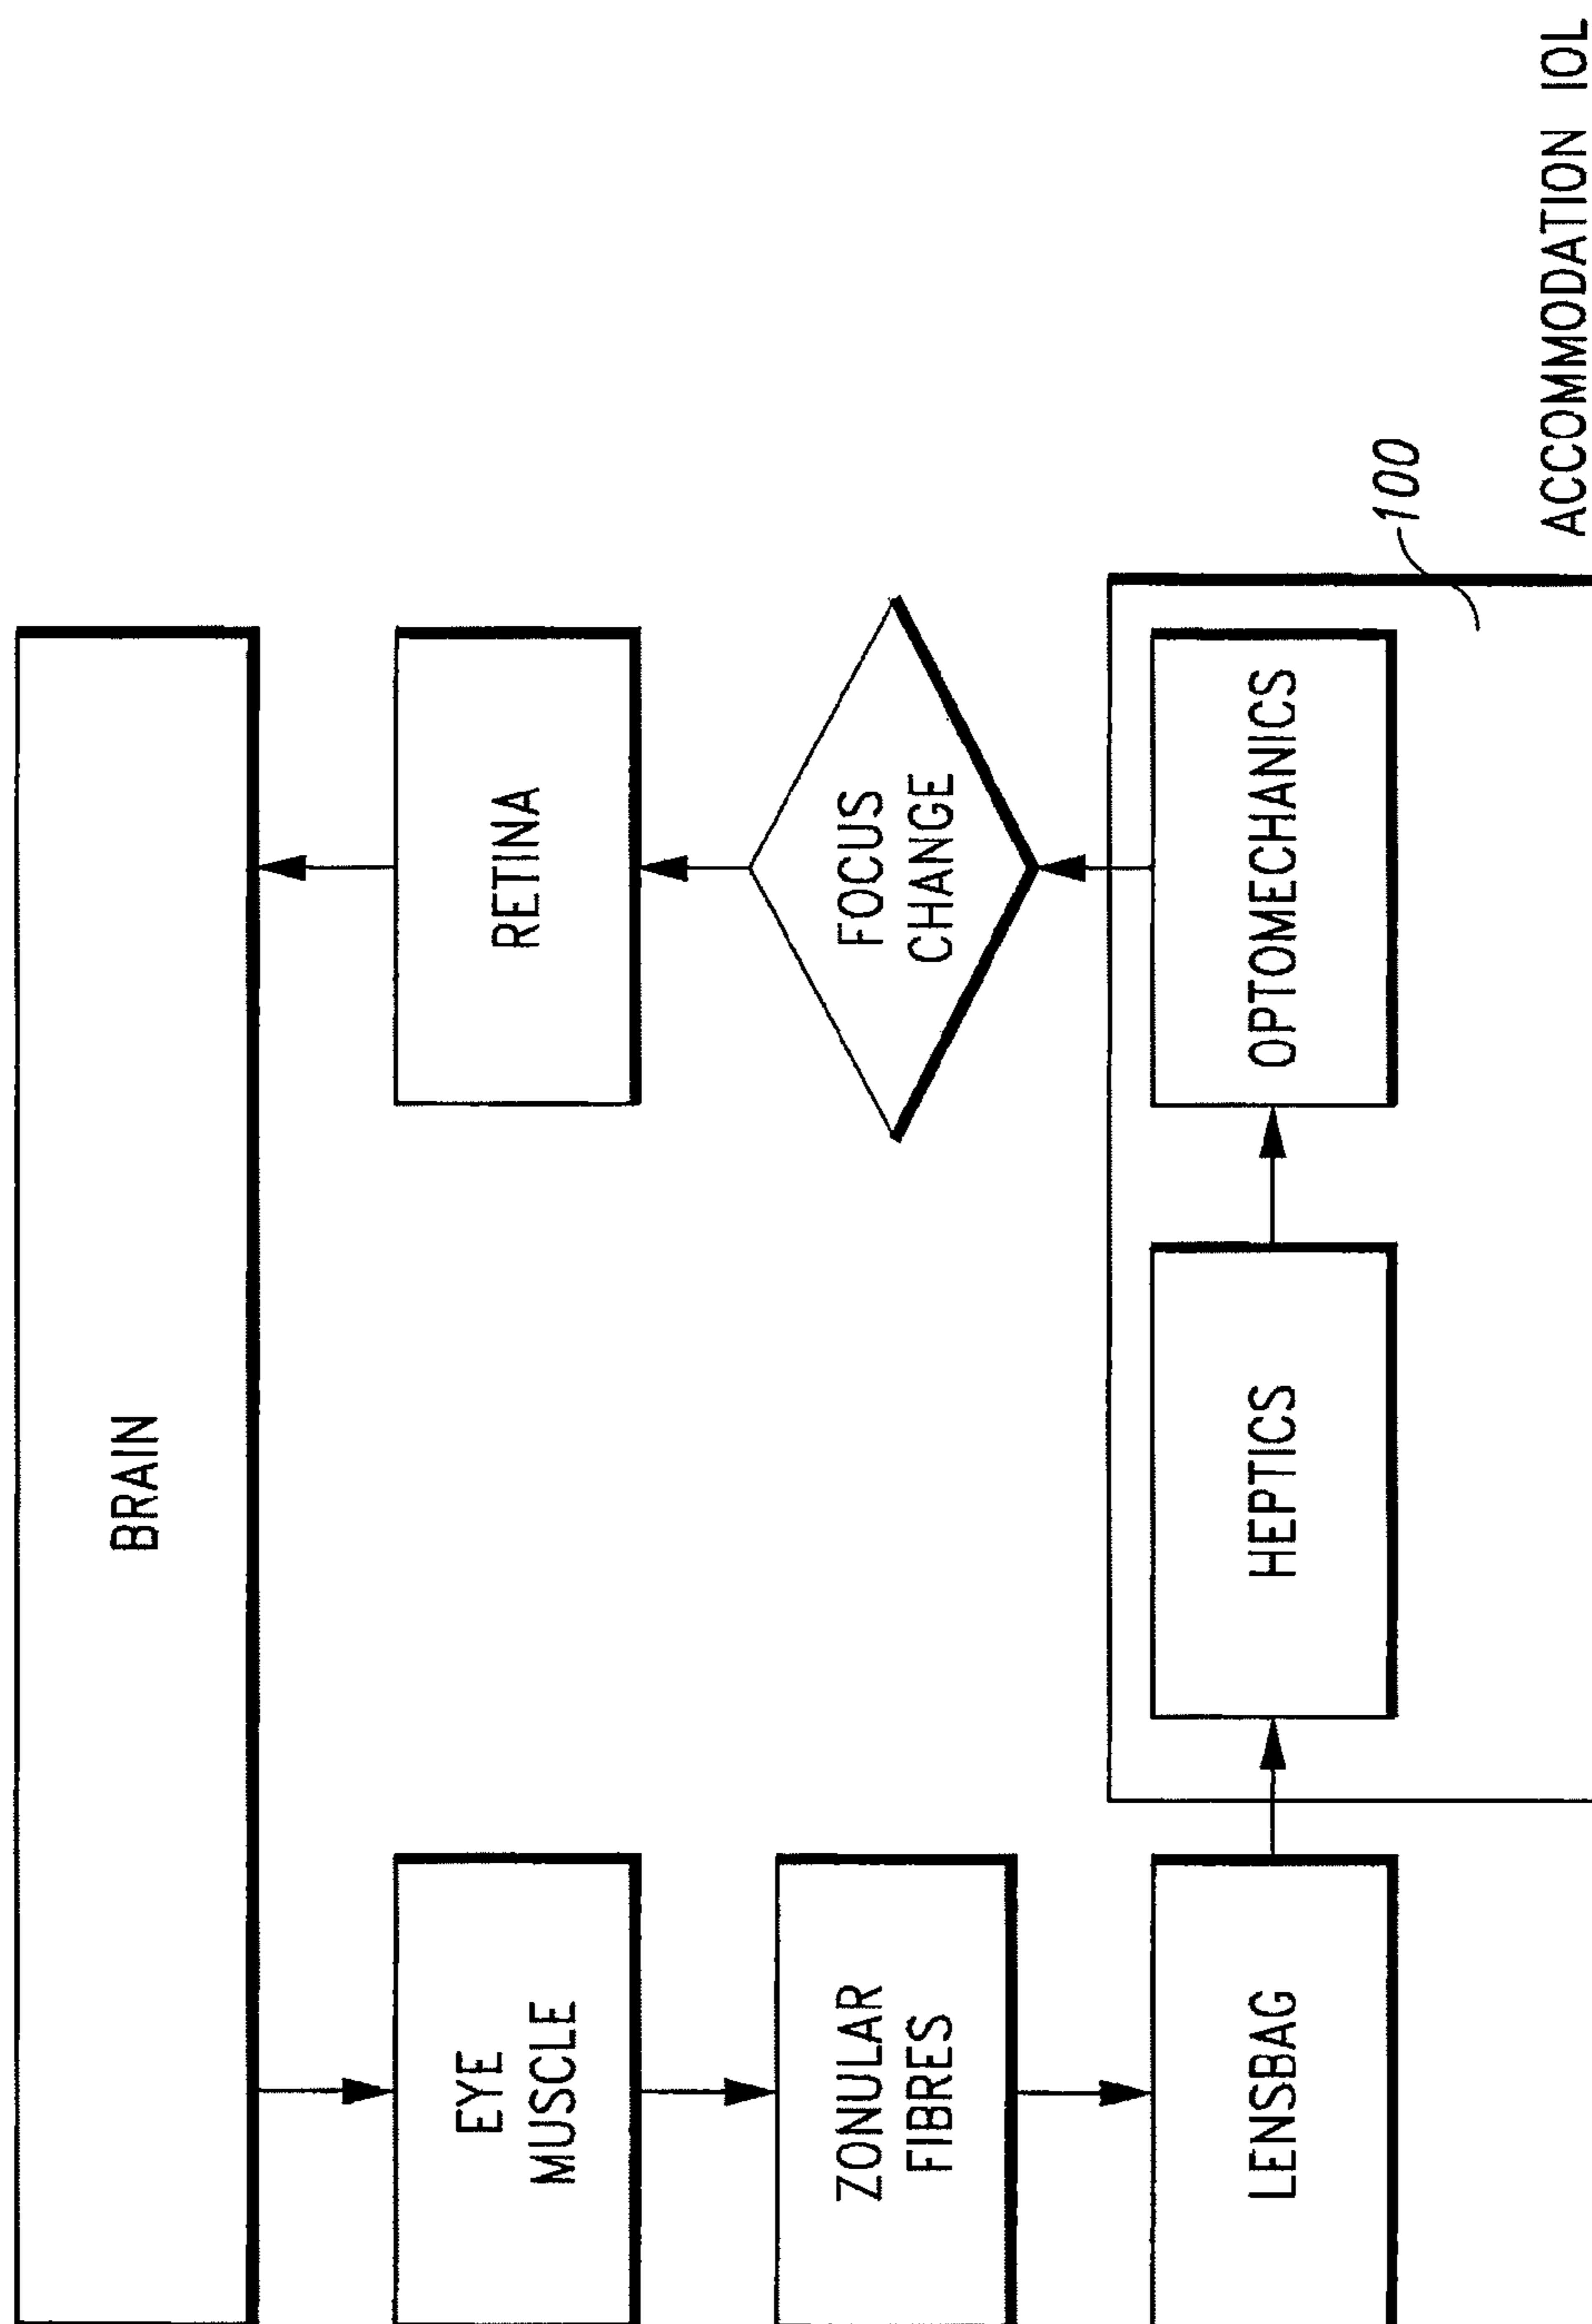 BRAIN
EYE
MUSCLE
ZONULAR
FIBRES
LENSBAG
HEPTICS
OPTOMECHANICS
FOCUS
CHANGE
RETINA
100
ACCOMMODATION IOL